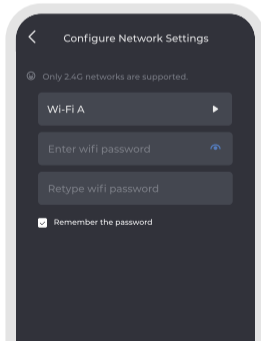 Configure Network Settings
Only 2.4G networks are supported.
Wi-Fi A
Enter wifi password
Retype wifi password
Remember the password